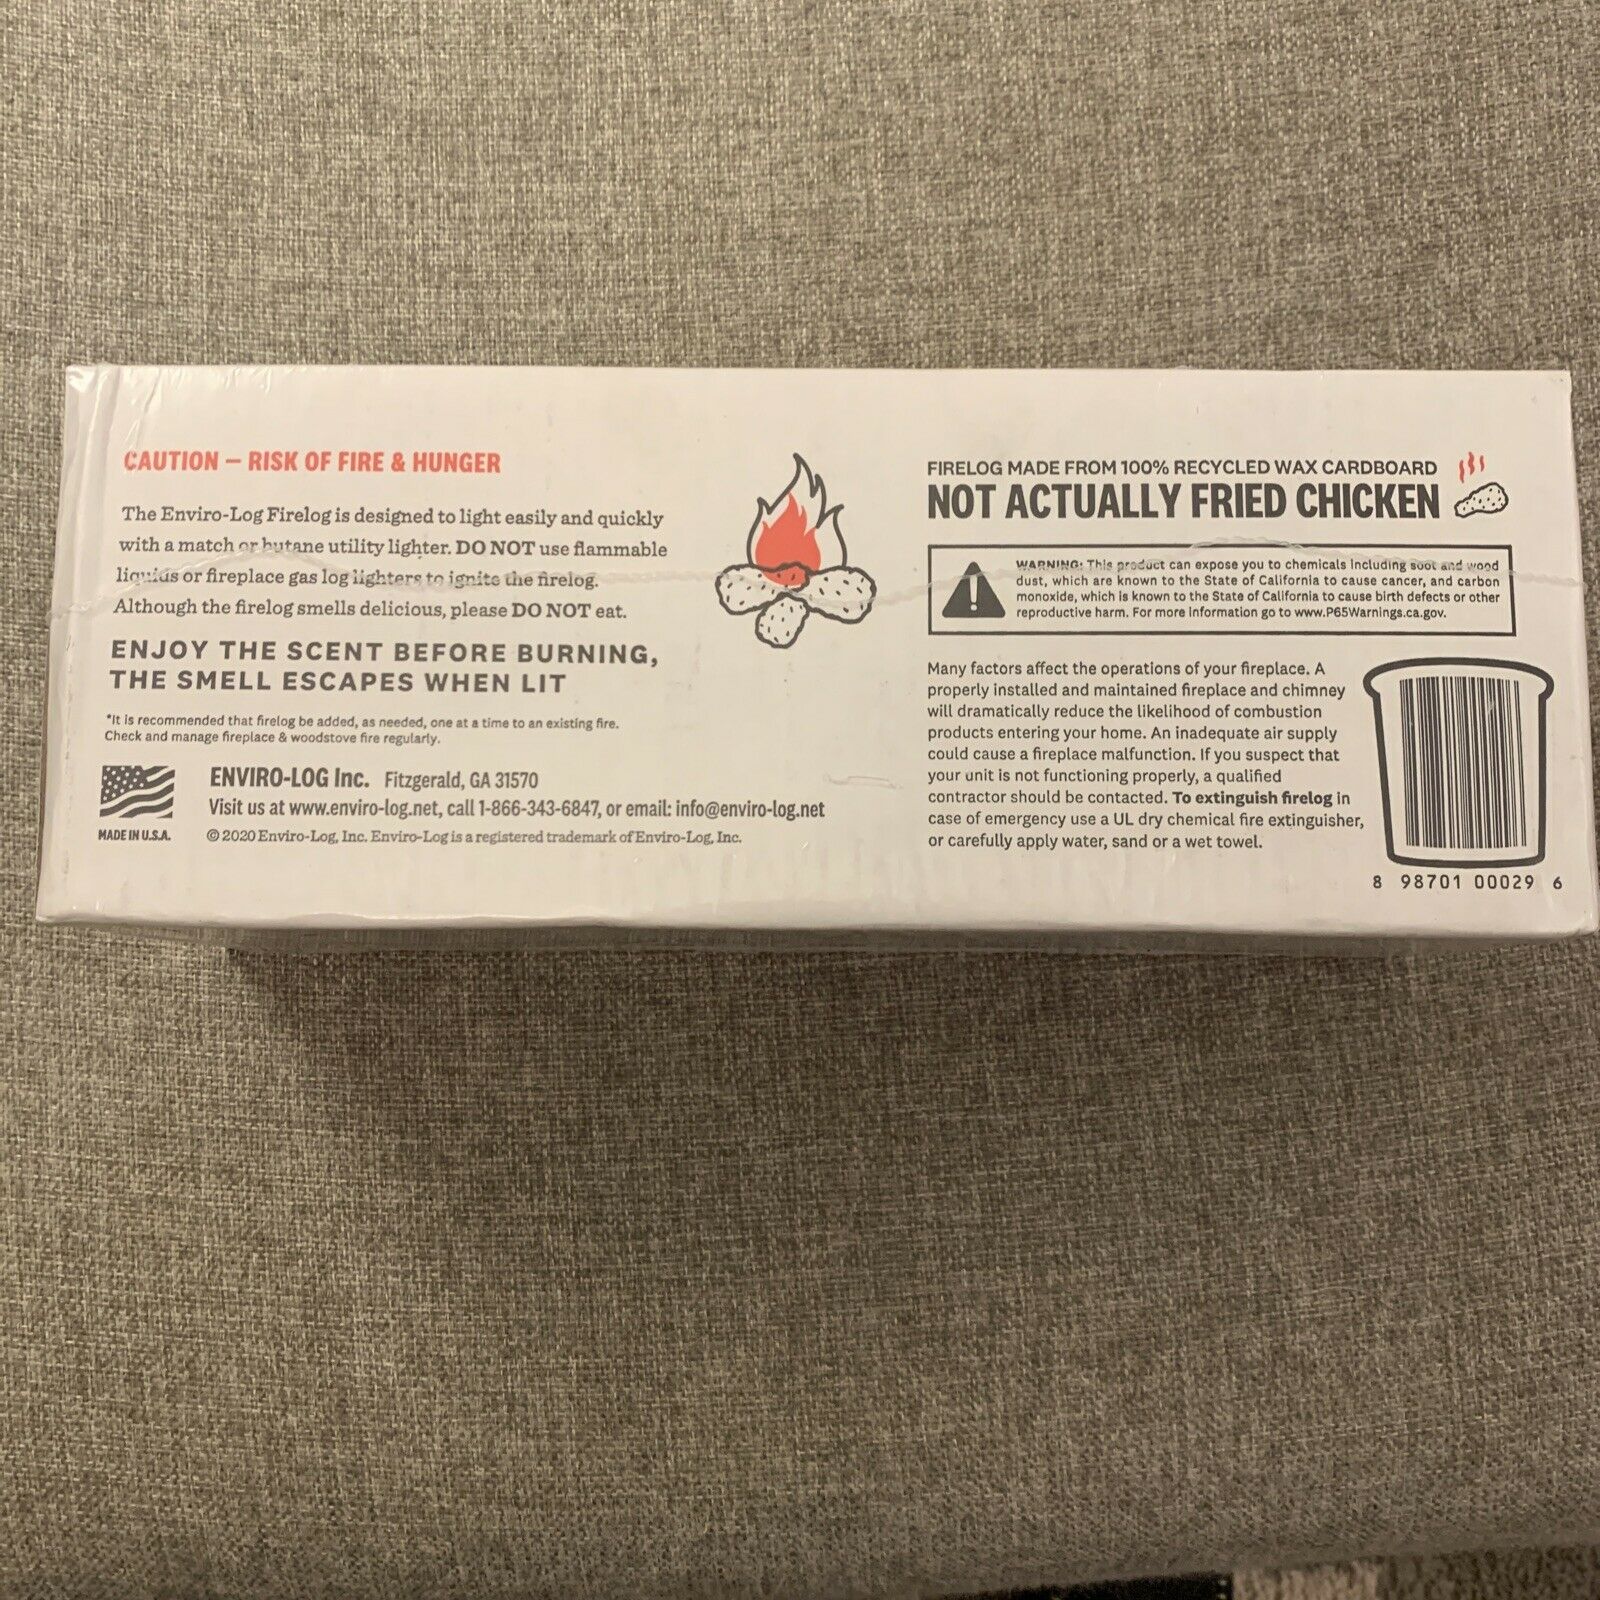 CAUTION – RISK OF FIRE & HUNGER
The Enviro-Log Firelog is designed to light easily and quickly
with a match or butane utility lighter. DO NOT use flammable
liquids or fireplace gas log lighters to ignite the firelog.
Although the firelog smells delicious, please DO NOT eat.
ENJOY THE SCENT BEFORE BURNING,
THE SMELL ESCAPES WHEN LIT
*It is recommended that firelog be added, as needed, one at a time to an existing fire.
Check and manage fireplace & woodstove fire regularly.
MADE IN U.S.A.
ENVIRO-LOG Inc. Fitzgerald, GA 31570
Visit us at www.enviro-log.net, call 1-866-343-6847, or email: info@enviro-log.net
© 2020 Enviro-Log, Inc. Enviro-Log is a registered trademark of Enviro-Log, Inc.
FIRELOG MADE FROM 100% RECYCLED WAX CARDBOARD
NOT ACTUALLY FRIED CHICKEN
WARNING: This product can expose you to chemicals including soot and wood
dust, which are known to the State of California to cause cancer, and carbon
monoxide, which is known to the State of California to cause birth defects or other
reproductive harm. For more information go to www.P65Warnings.ca.gov.
Many factors affect the operations of your fireplace. A
properly installed and maintained fireplace and chimney
will dramatically reduce the likelihood of combustion
products entering your home. An inadequate air supply
could cause a fireplace malfunction. If you suspect that
your unit is not functioning properly, a qualified
contractor should be contacted. To extinguish firelog in
case of emergency use a UL dry chemical fire extinguisher,
or carefully apply water, sand or a wet towel.
8 98701 00029 6